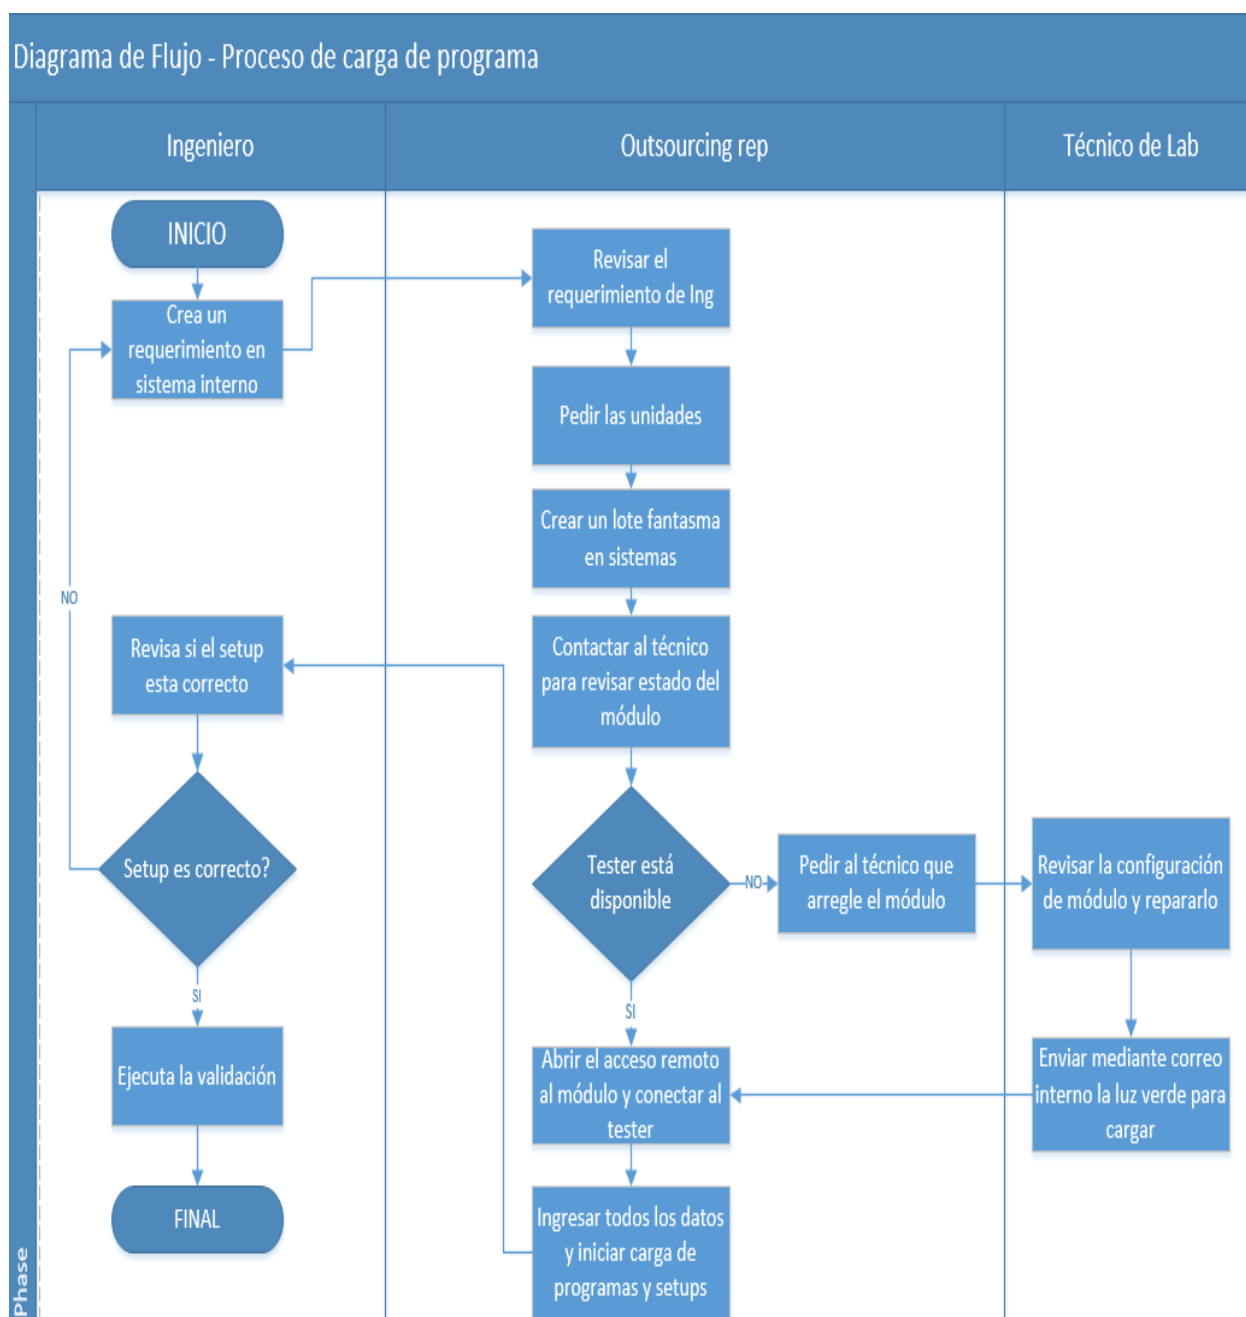 Diagrama de Flujo - Proceso de carga de programa
Ingeniero
Outsourcing rep
Técnico de Lab
INICIO
Crea un
requerimiento en
sistema interno
Revisar el
requerimiento de Ing
Pedir las unidades
Crear un lote fantasma
en sistemas
NO
Revisa si el setup
esta correcto
Contactar al técnico
para revisar estado del
módulo
Setup es correcto?
Tester está
disponible
NO
Pedir al técnico que
arregle el módulo
Revisar la configuración
de módulo y repararlo
SI
SI
Ejecuta la validación
Abrir el acceso remoto
al módulo y conectar al
tester
Enviar mediante correo
interno la luz verde para
cargar
FINAL
Ingresar todos los datos
y iniciar carga de
programas y setups
Phase